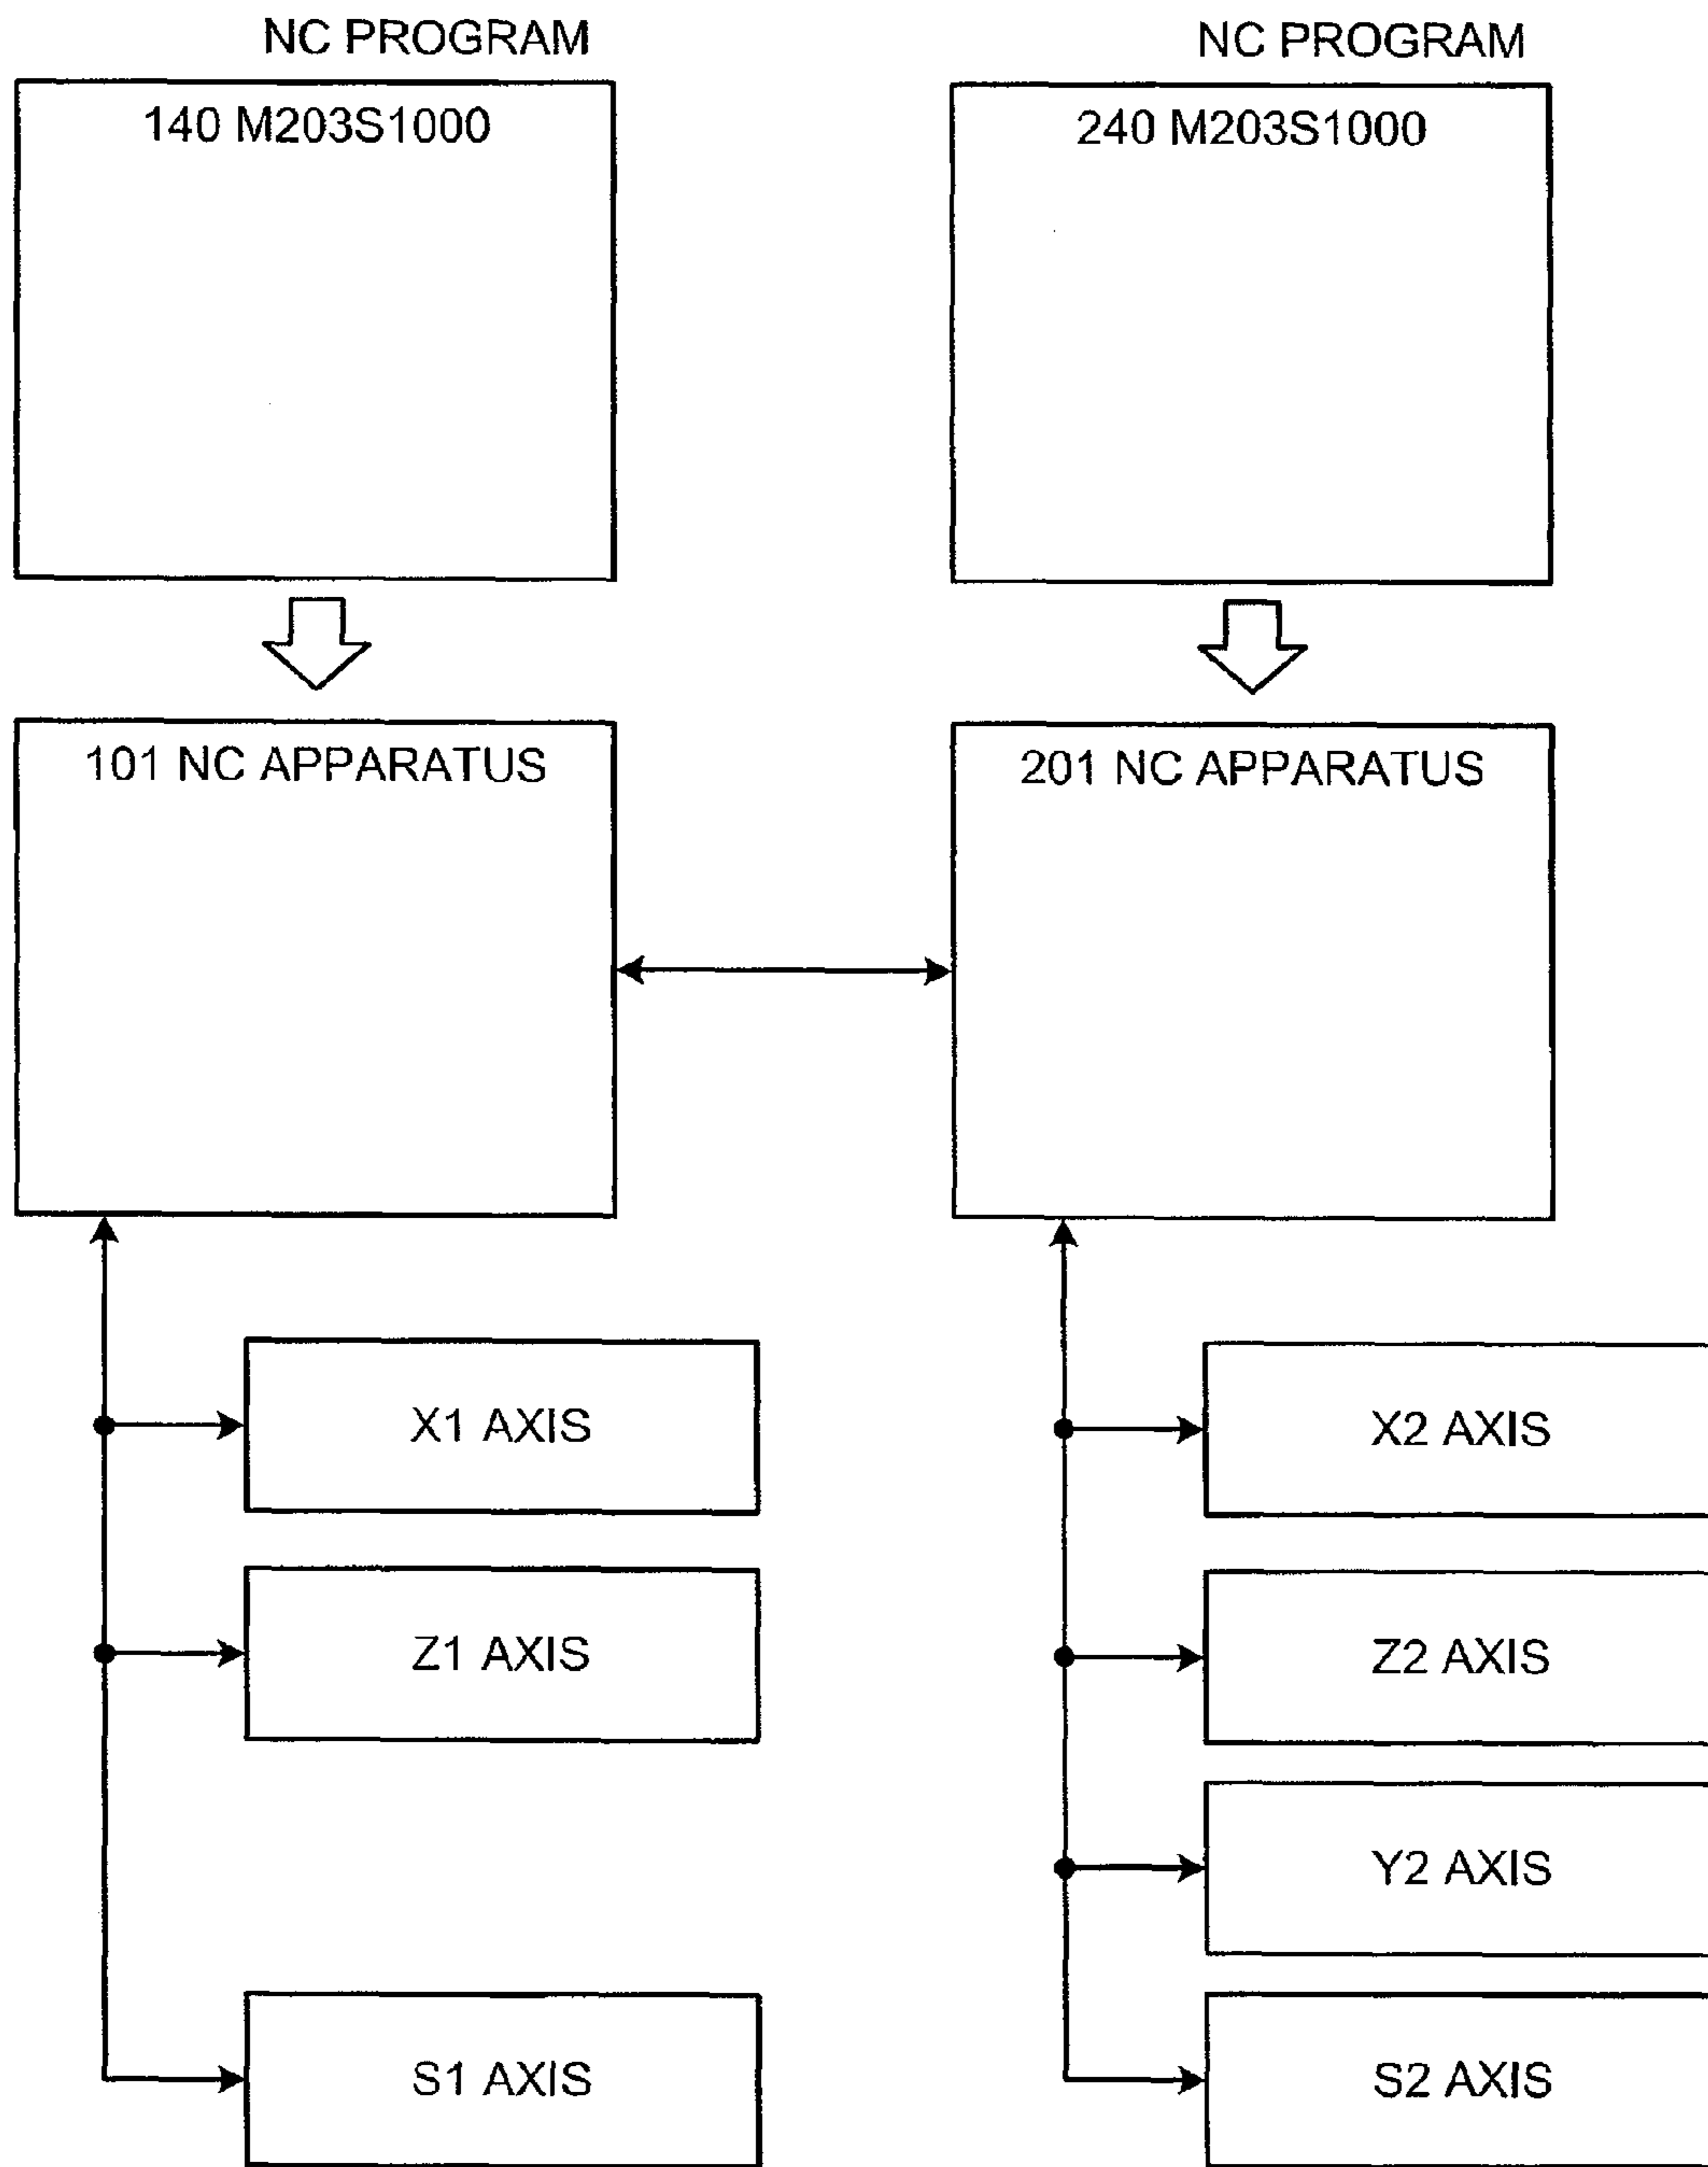 NC PROGRAM
140 M203S1000
101 NC APPARATUS
X1 AXIS
Z1 AXIS
S1 AXIS
NC PROGRAM
240 M203S1000
201 NC APPARATUS
X2 AXIS
Z2 AXIS
Y2 AXIS
S2 AXIS